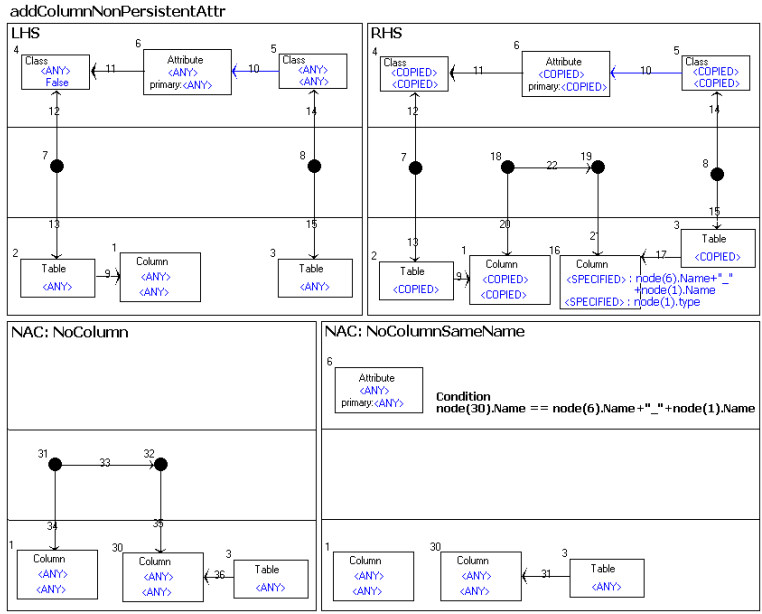 addColumnNonPersistentAttr
LHS
4
Class
<ANY>
False
11
6
Attribute
<ANY>
primary:<ANY>
10
5
Class
<ANY>
<ANY>
12
14
7
8
13
15
2
Table
<ANY>
9
1
Column
<ANY>
<ANY>
3
Table
<ANY>
RHS
4
Class
<COPIED>
<COPIED>
11
6
Attribute
<COPIED>
primary:<COPIED>
10
5
Class
<COPIED>
<COPIED>
12
14
7
18
22
19
8
13
20
21
15
2
Table
<COPIED>
9
1
Column
<COPIED>
<COPIED>
16
Column
<SPECIFIED> : node(6).Name+"_"
+node(1).Name
<SPECIFIED> : node(1).type
17
3
Table
<COPIED>
NAC: NoColumn
31
33
32
34
35
1
Column
<ANY>
<ANY>
30
Column
<ANY>
<ANY>
36
3
Table
<ANY>
NAC: NoColumnSameName
6
Attribute
<ANY>
primary:<ANY>
Condition
node(30).Name == node(6).Name+"_"+node(1).Name
1
Column
<ANY>
<ANY>
30
Column
<ANY>
<ANY>
31
3
Table
<ANY>